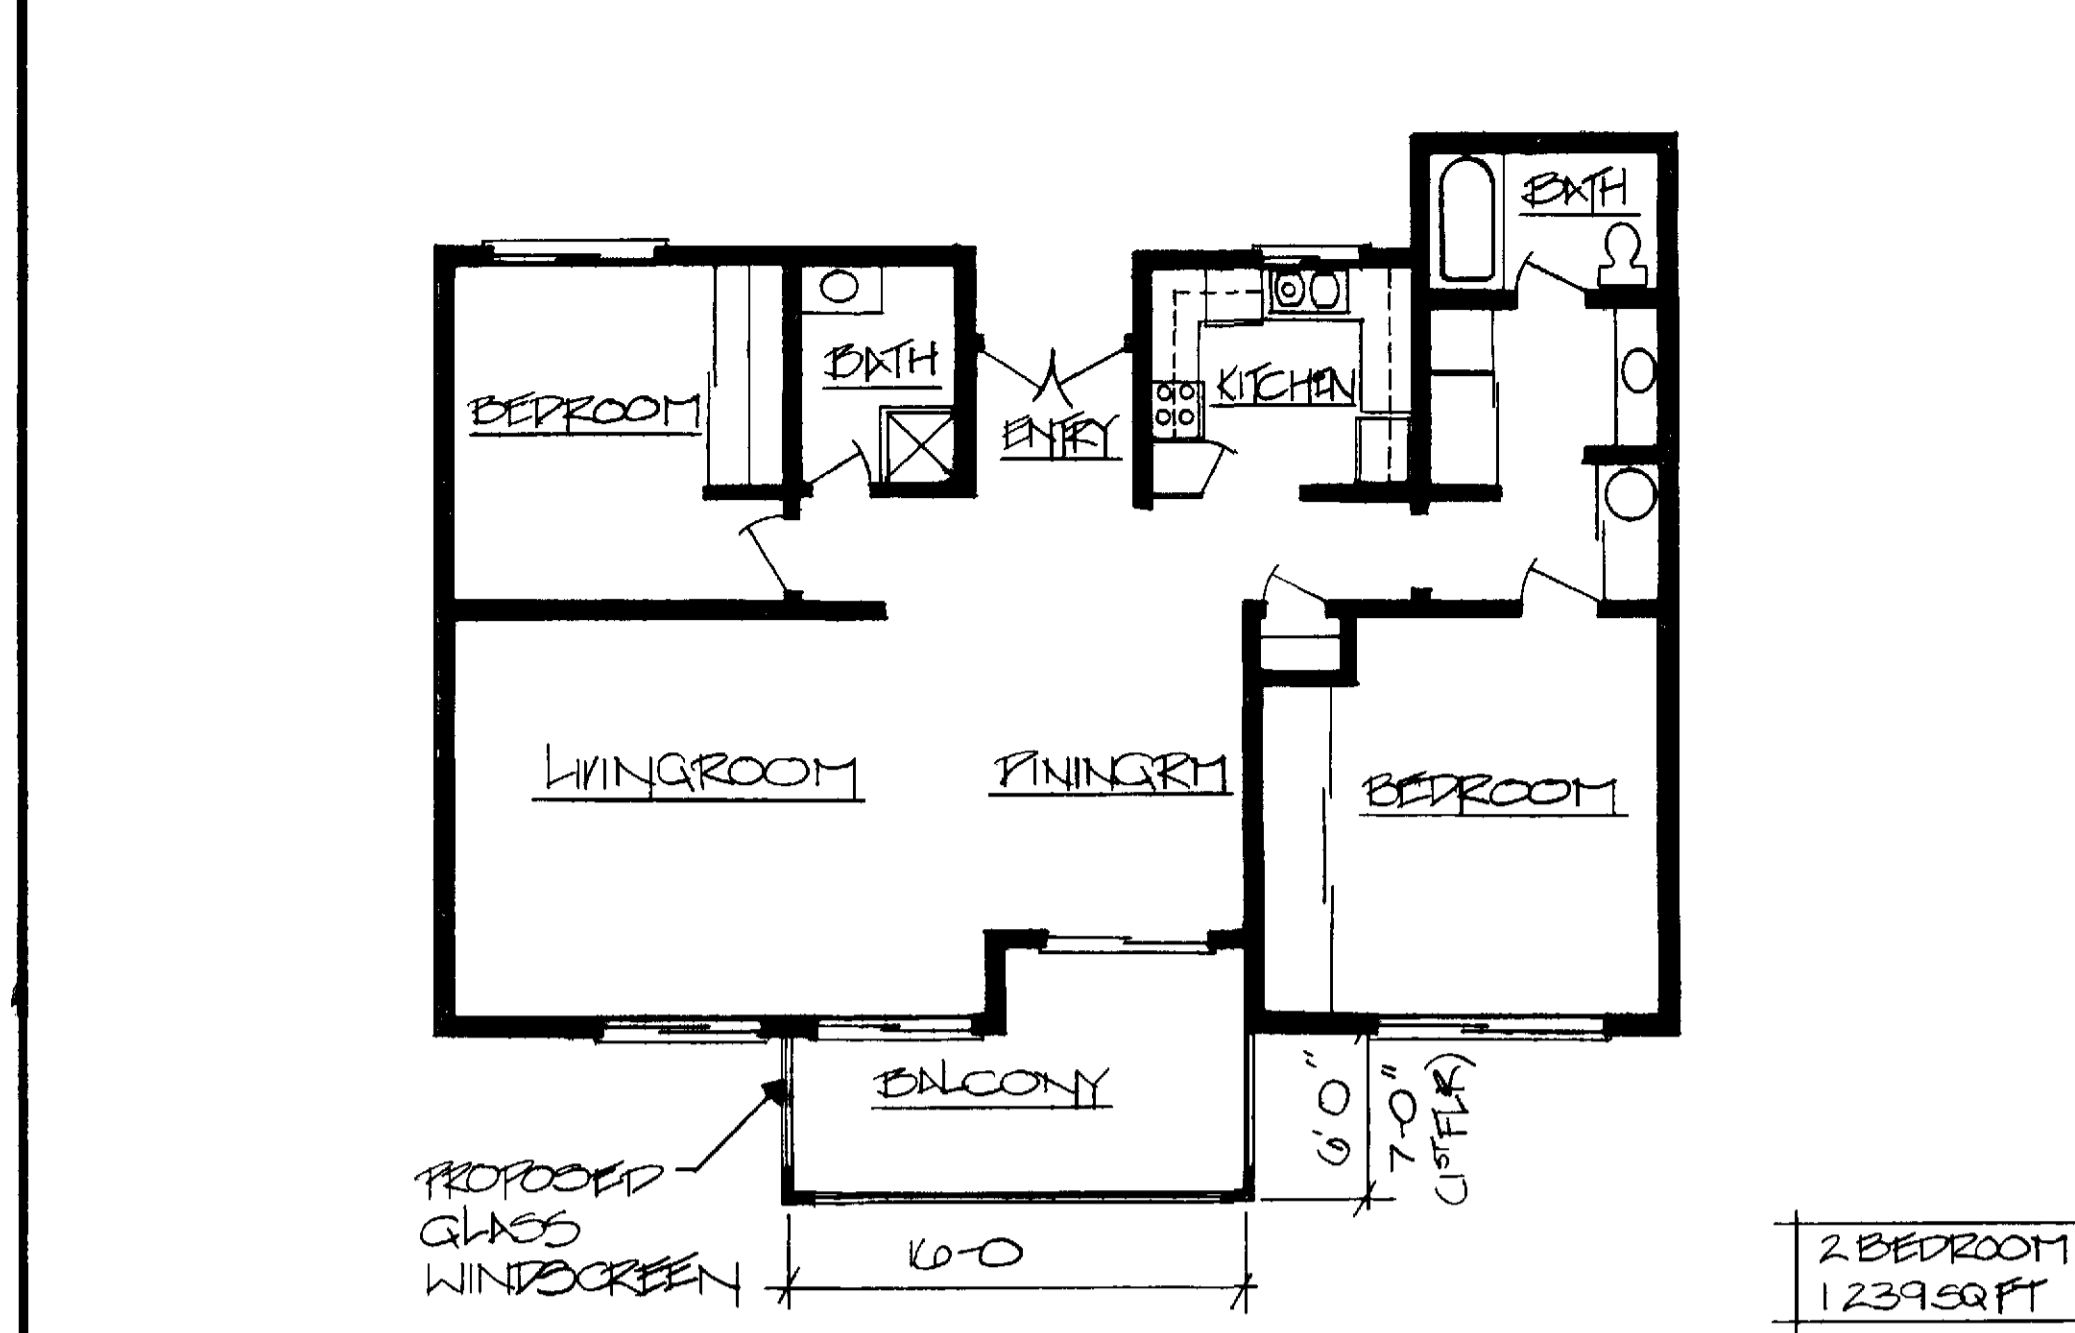 BATH
BATH
BEDROOM
KITCHEN
ENTRY
LIVINGROOM
DININGRM
BEDROOM
BALCONY
6'0"
7-0"
(1ST FLR)
PROPOSED
GLASS
WINDSCREEN
16-0
2 BEDROOM
1239 SQ FT